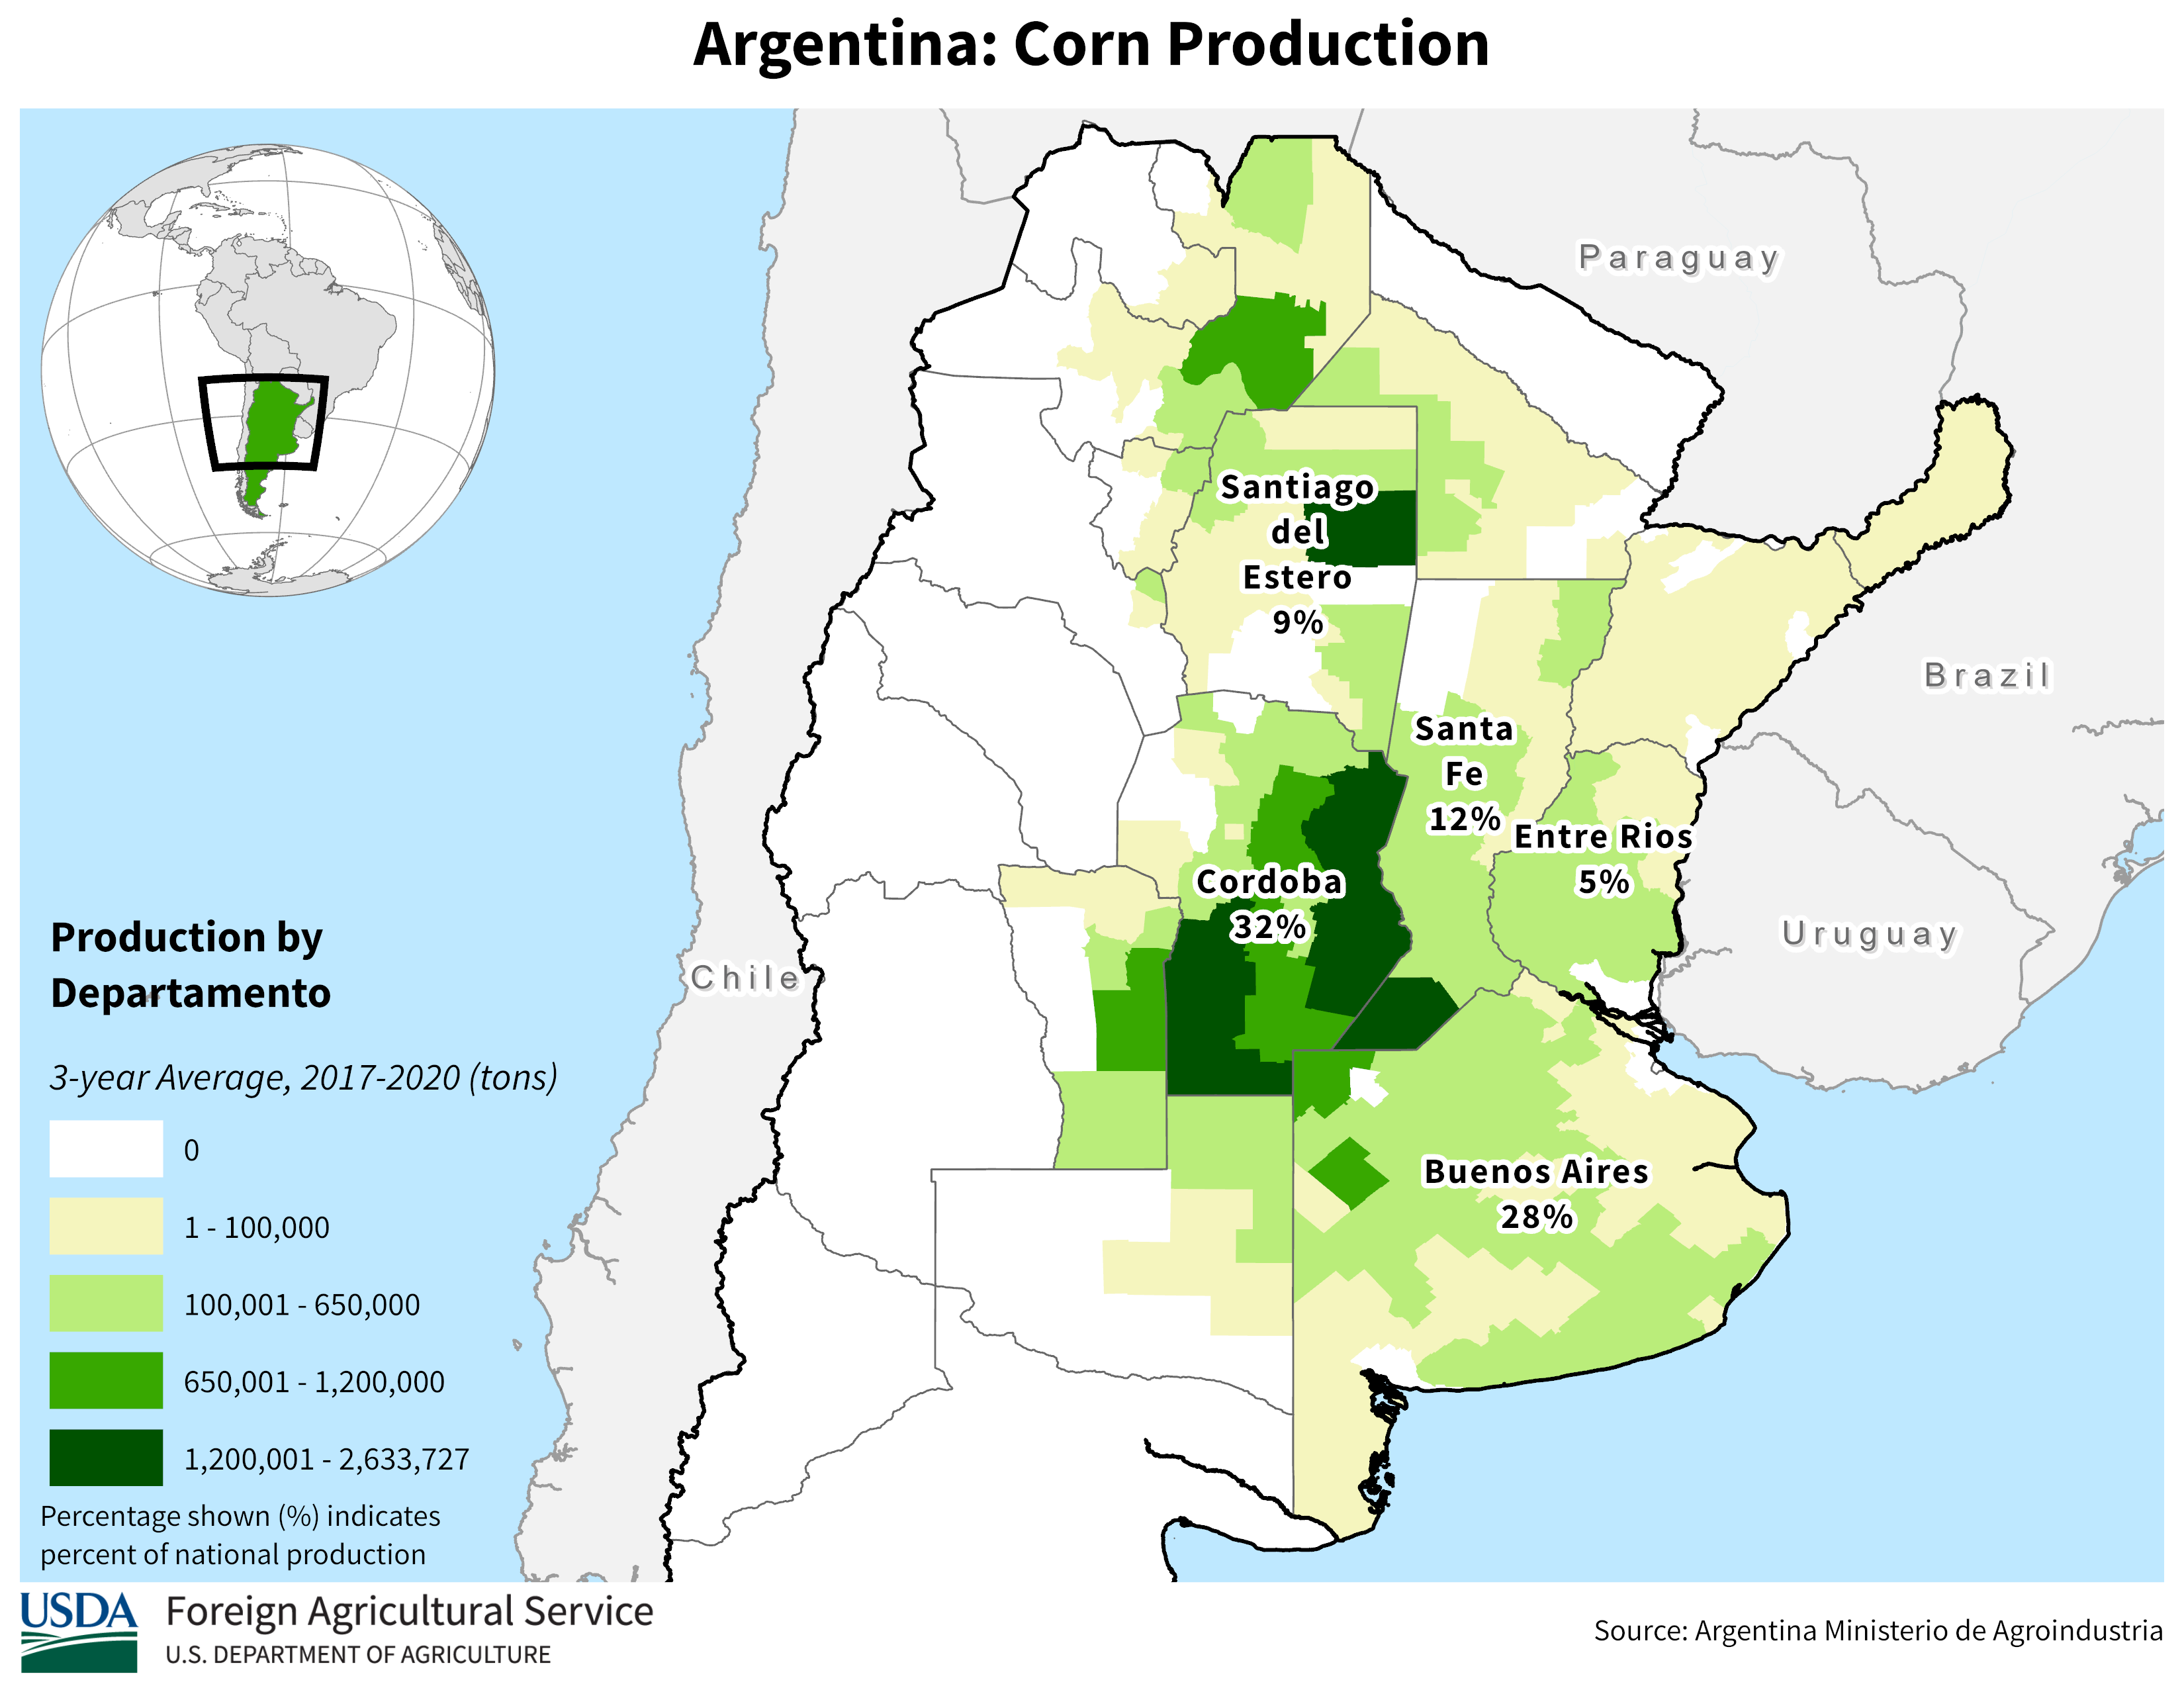 Argentina: Corn Production
Paraguay
Santiago
del
Estero
9%
Brazil
Santa
Fe
12%
Entre Rios
5%
Cordoba
32%
Uruguay
Chile
Buenos Aires
28%
Production by
Departamento
3-year Average, 2017-2020 (tons)
0
1 - 100,000
100,001 - 650,000
650,001 - 1,200,000
1,200,001 - 2,633,727
Percentage shown (%) indicates
percent of national production
USDA
Foreign Agricultural Service
U.S. DEPARTMENT OF AGRICULTURE
Source: Argentina Ministerio de Agroindustria